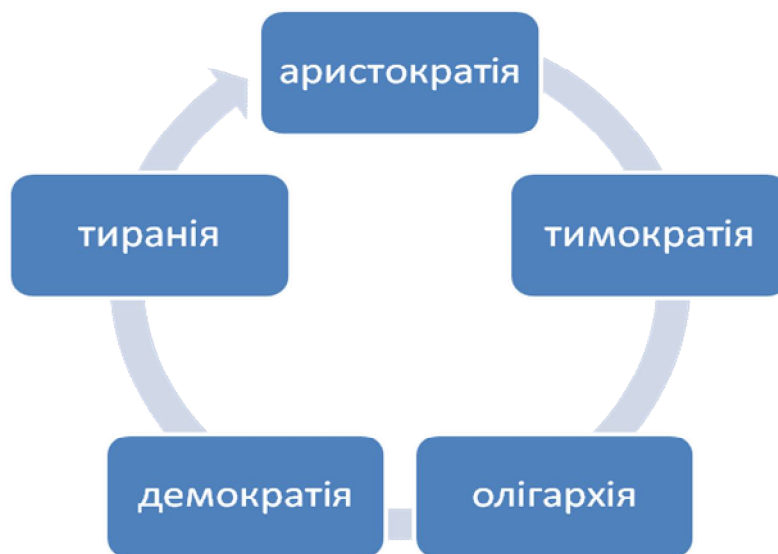 аристократія
тиранія
тимократія
демократія
олігархія